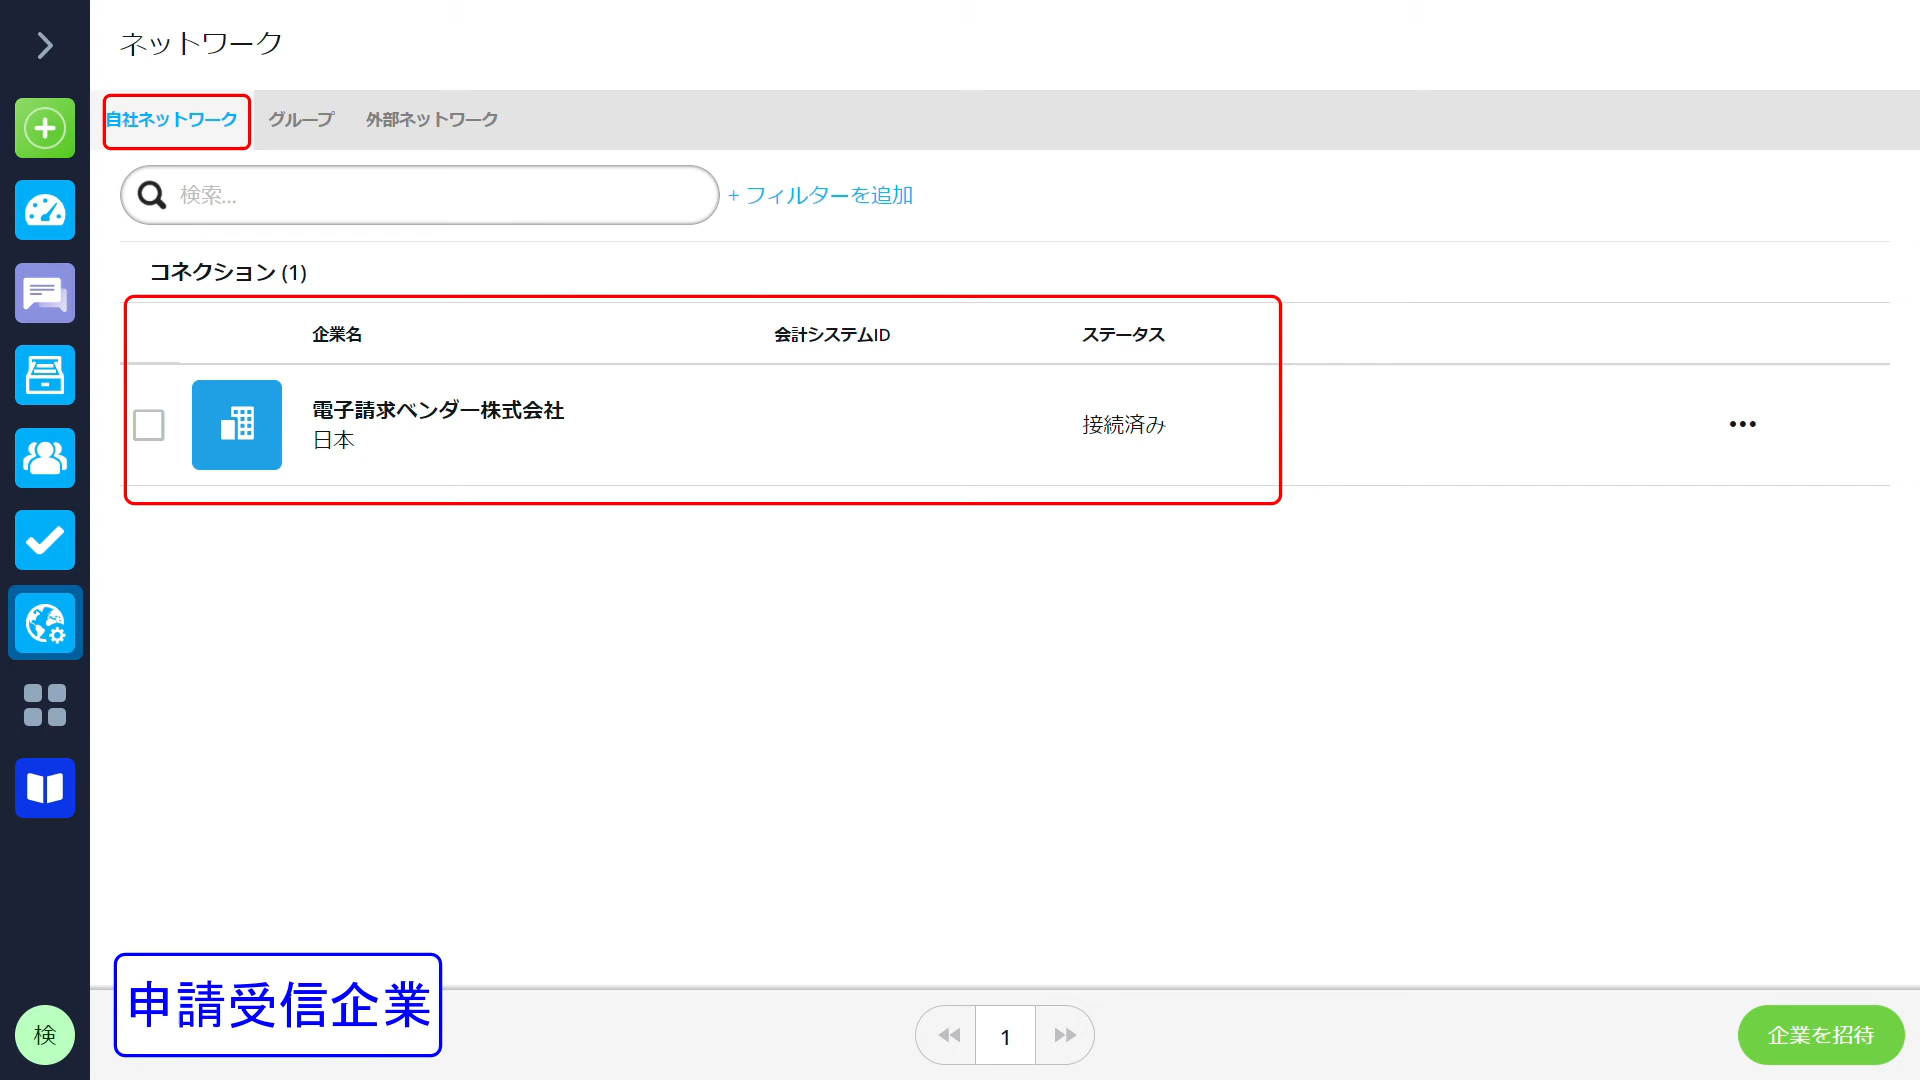 ネットワーク
自社ネットワーク グループ 外部ネットワーク
検索... + フィルターを追加
コネクション (1)
企業名 会計システムID ステータス
電子請求ベンダー株式会社
日本
接続済み
申請受信企業
検
1
企業を招待